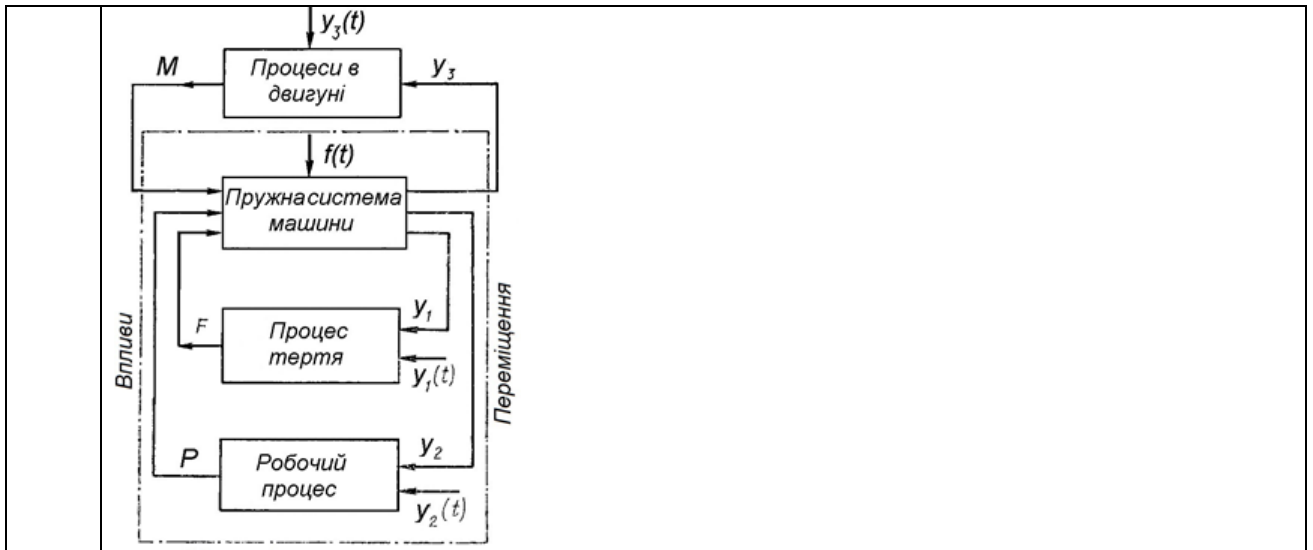 y₃(t)
M
Процеси в
двигуні
y₃
f(t)
Пружна система
машини
Впливи
F
Процес
тертя
y₁
y₁(t)
Переміщення
P
Робочий
процес
y₂
y₂(t)